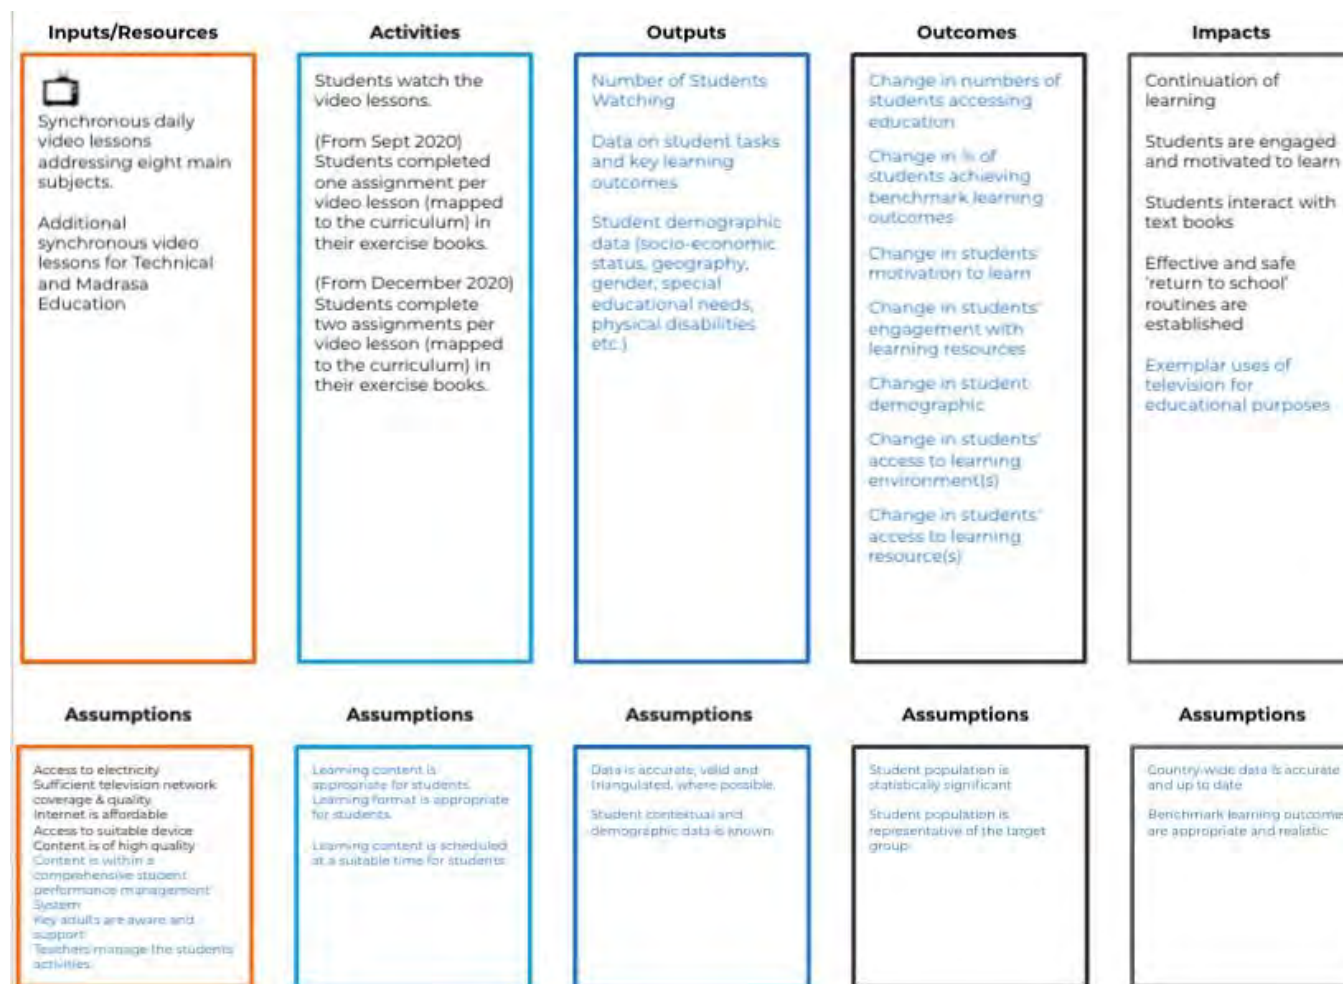 Inputs/Resources
Synchronous daily
video lessons
addressing eight main
subjects.
Additional
synchronous video
lessons for Technical
and Madrasa
Education
Activities
Students watch the
video lessons.
(From Sept 2020)
Students completed
one assignment per
video lesson (mapped
to the curriculum) in
their exercise books.
(From December 2020)
Students complete
two assignments per
video lesson (mapped
to the curriculum) in
their exercise books.
Outputs
Number of Students
Watching
Data on student tasks
and key learning
outcomes
Student demographic
data (socio-economic
status, geography,
gender, special
educational needs,
physical disabilities
etc.)
Outcomes
Change in numbers of
students accessing
education
Change in % of
students achieving
benchmark learning
outcomes
Change in students'
motivation to learn
Change in students'
engagement with
learning resources
Change in student
demographic
Change in students'
access to learning
environment(s)
Change in students'
access to learning
resource(s)
Impacts
Continuation of
learning
Students are engaged
and motivated to learn
Students interact with
text books
Effective and safe
'return to school'
routines are
established
Exemplar uses of
television for
educational purposes
Assumptions
Access to electricity
Sufficient television network
coverage & quality
Internet is affordable
Access to suitable device
Content is of high quality
Content is within a
comprehensive student
performance management
System
Key adults are aware and
support
Teachers manage the students
activities.
Assumptions
Learning content is
appropriate for students.
Learning format is appropriate
for students.
Learning content is scheduled
at a suitable time for students
Assumptions
Data is accurate, valid and
triangulated, where possible.
Student contextual and
demographic data is known.
Assumptions
Student population is
statistically significant
Student population is
representative of the target
group.
Assumptions
Country-wide data is accurate
and up to date
Benchmark learning outcome
are appropriate and realistic